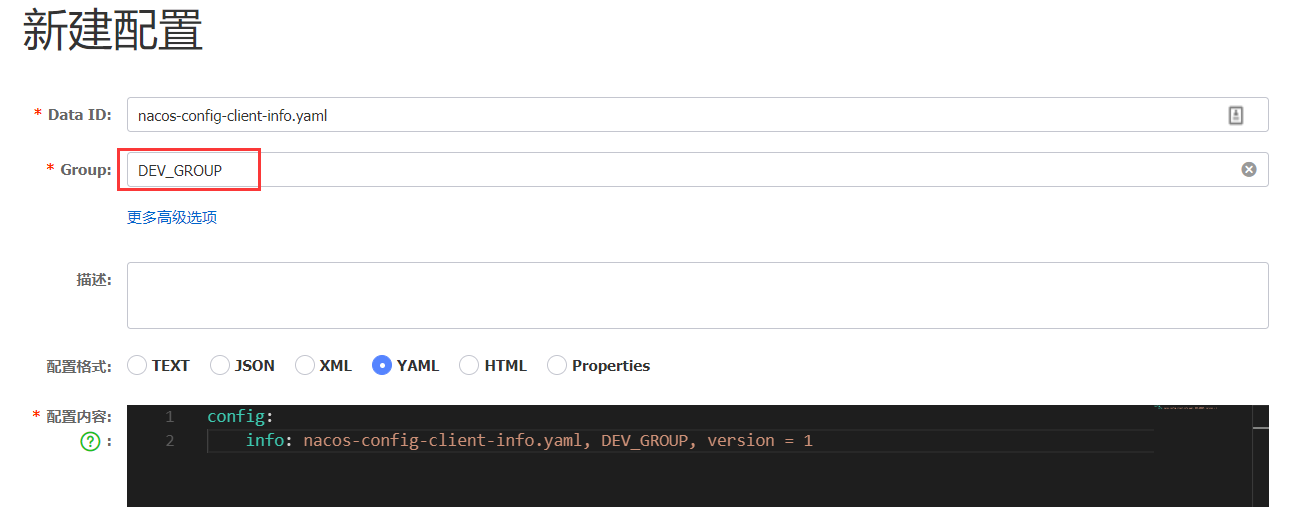 新建配置
* Data ID: nacos-config-client-info.yaml
* Group: DEV_GROUP
更多高级选项
描述:
配置格式: TEXT JSON XML YAML HTML Properties
* 配置内容: 1 config:
? : 2 info: nacos-config-client-info.yaml, DEV_GROUP, version = 1